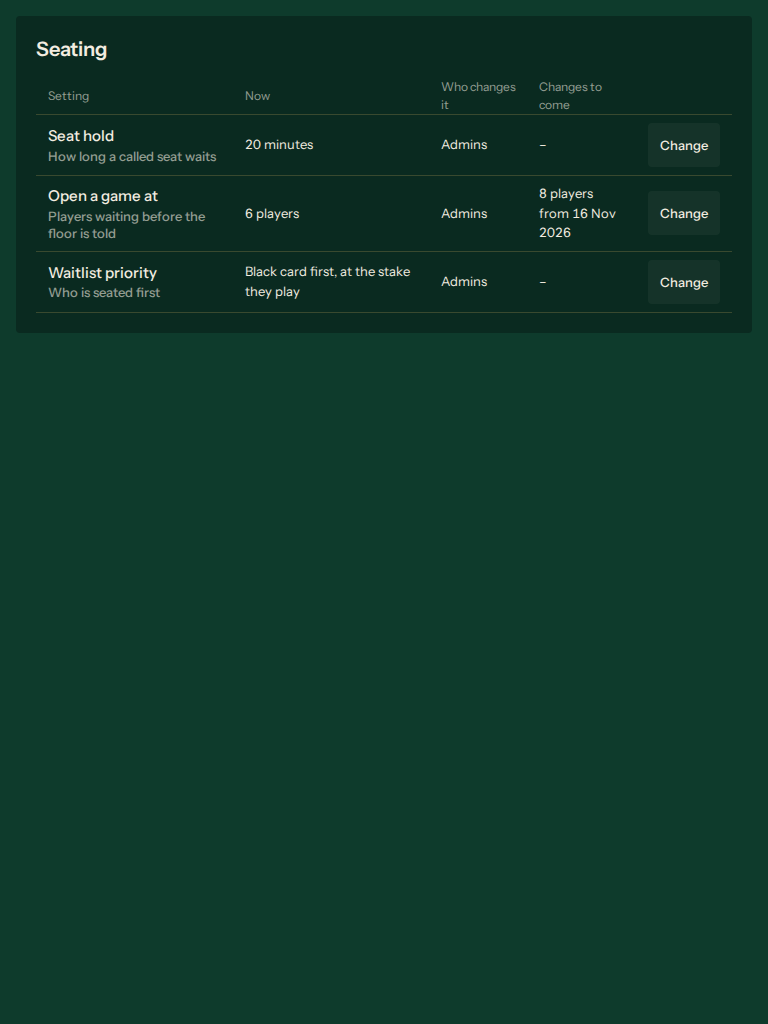 Seating
Setting
Now
Who changes
it
Changes to
come
Seat hold
How long a called seat waits
20 minutes
Admins
–
Change
Open a game at
Players waiting before the
floor is told
6 players
Admins
8 players
from 16 Nov
2026
Change
Waitlist priority
Who is seated first
Black card first, at the stake
they play
Admins
–
Change